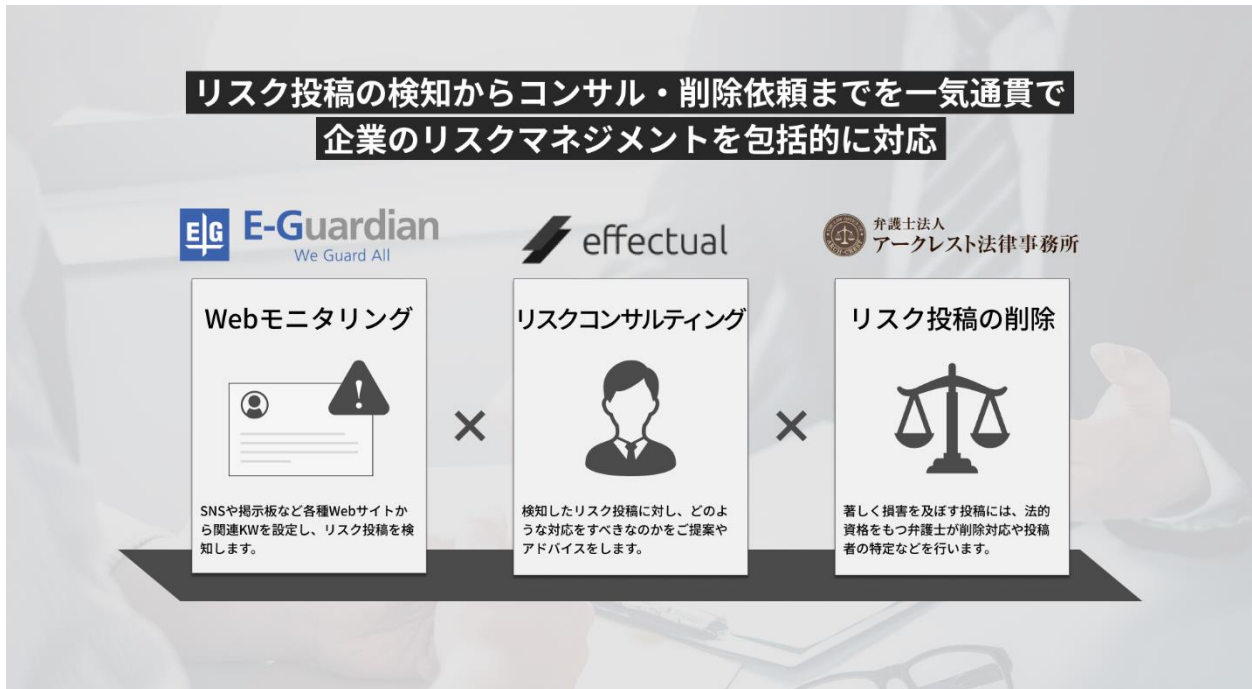 リスク投稿の検知からコンサル・削除依頼までを一気通貫で
企業のリスクマネジメントを包括的に対応
E|G E-Guardian
We Guard All
effectual
弁護士法人
アークレスト法律事務所
Webモニタリング
SNSや掲示板など各種Webサイトか
ら関連KWを設定し、リスク投稿を検
知します。
×
リスクコンサルティング
検知したリスク投稿に対し、どのよ
うな対応をすべきなのかをご提案や
アドバイスをします。
×
リスク投稿の削除
著しく損害を及ぼす投稿には、法的
資格をもつ弁護士が削除対応や投稿
者の特定などを行います。